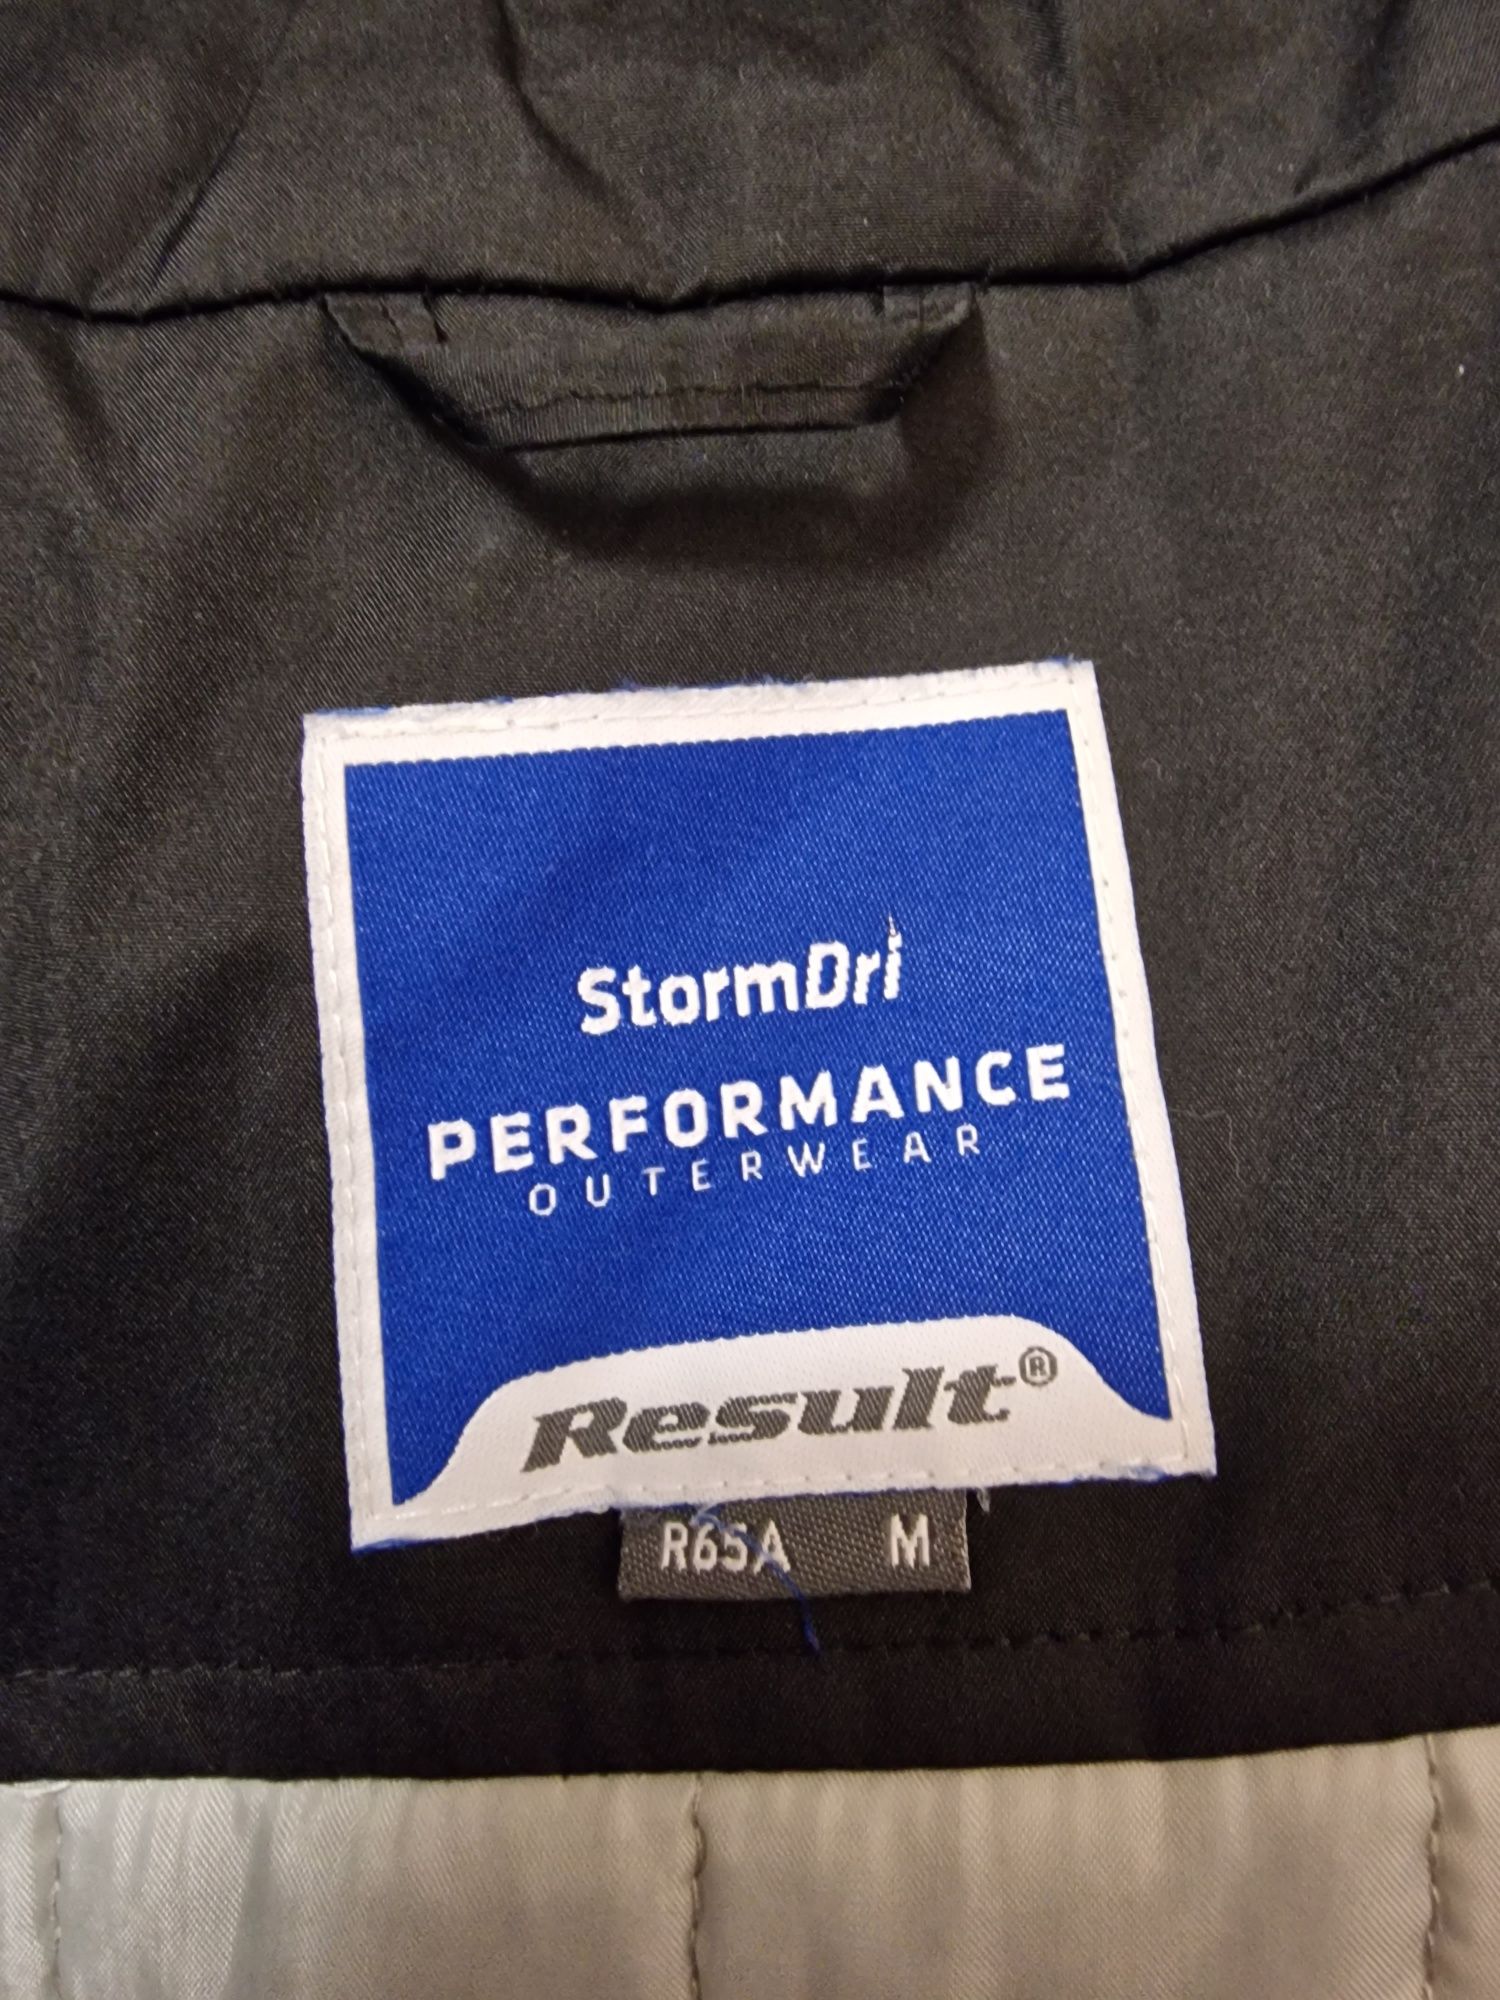 StormDri
PERFORMANCE
OUTERWEAR
Result®
R65A M